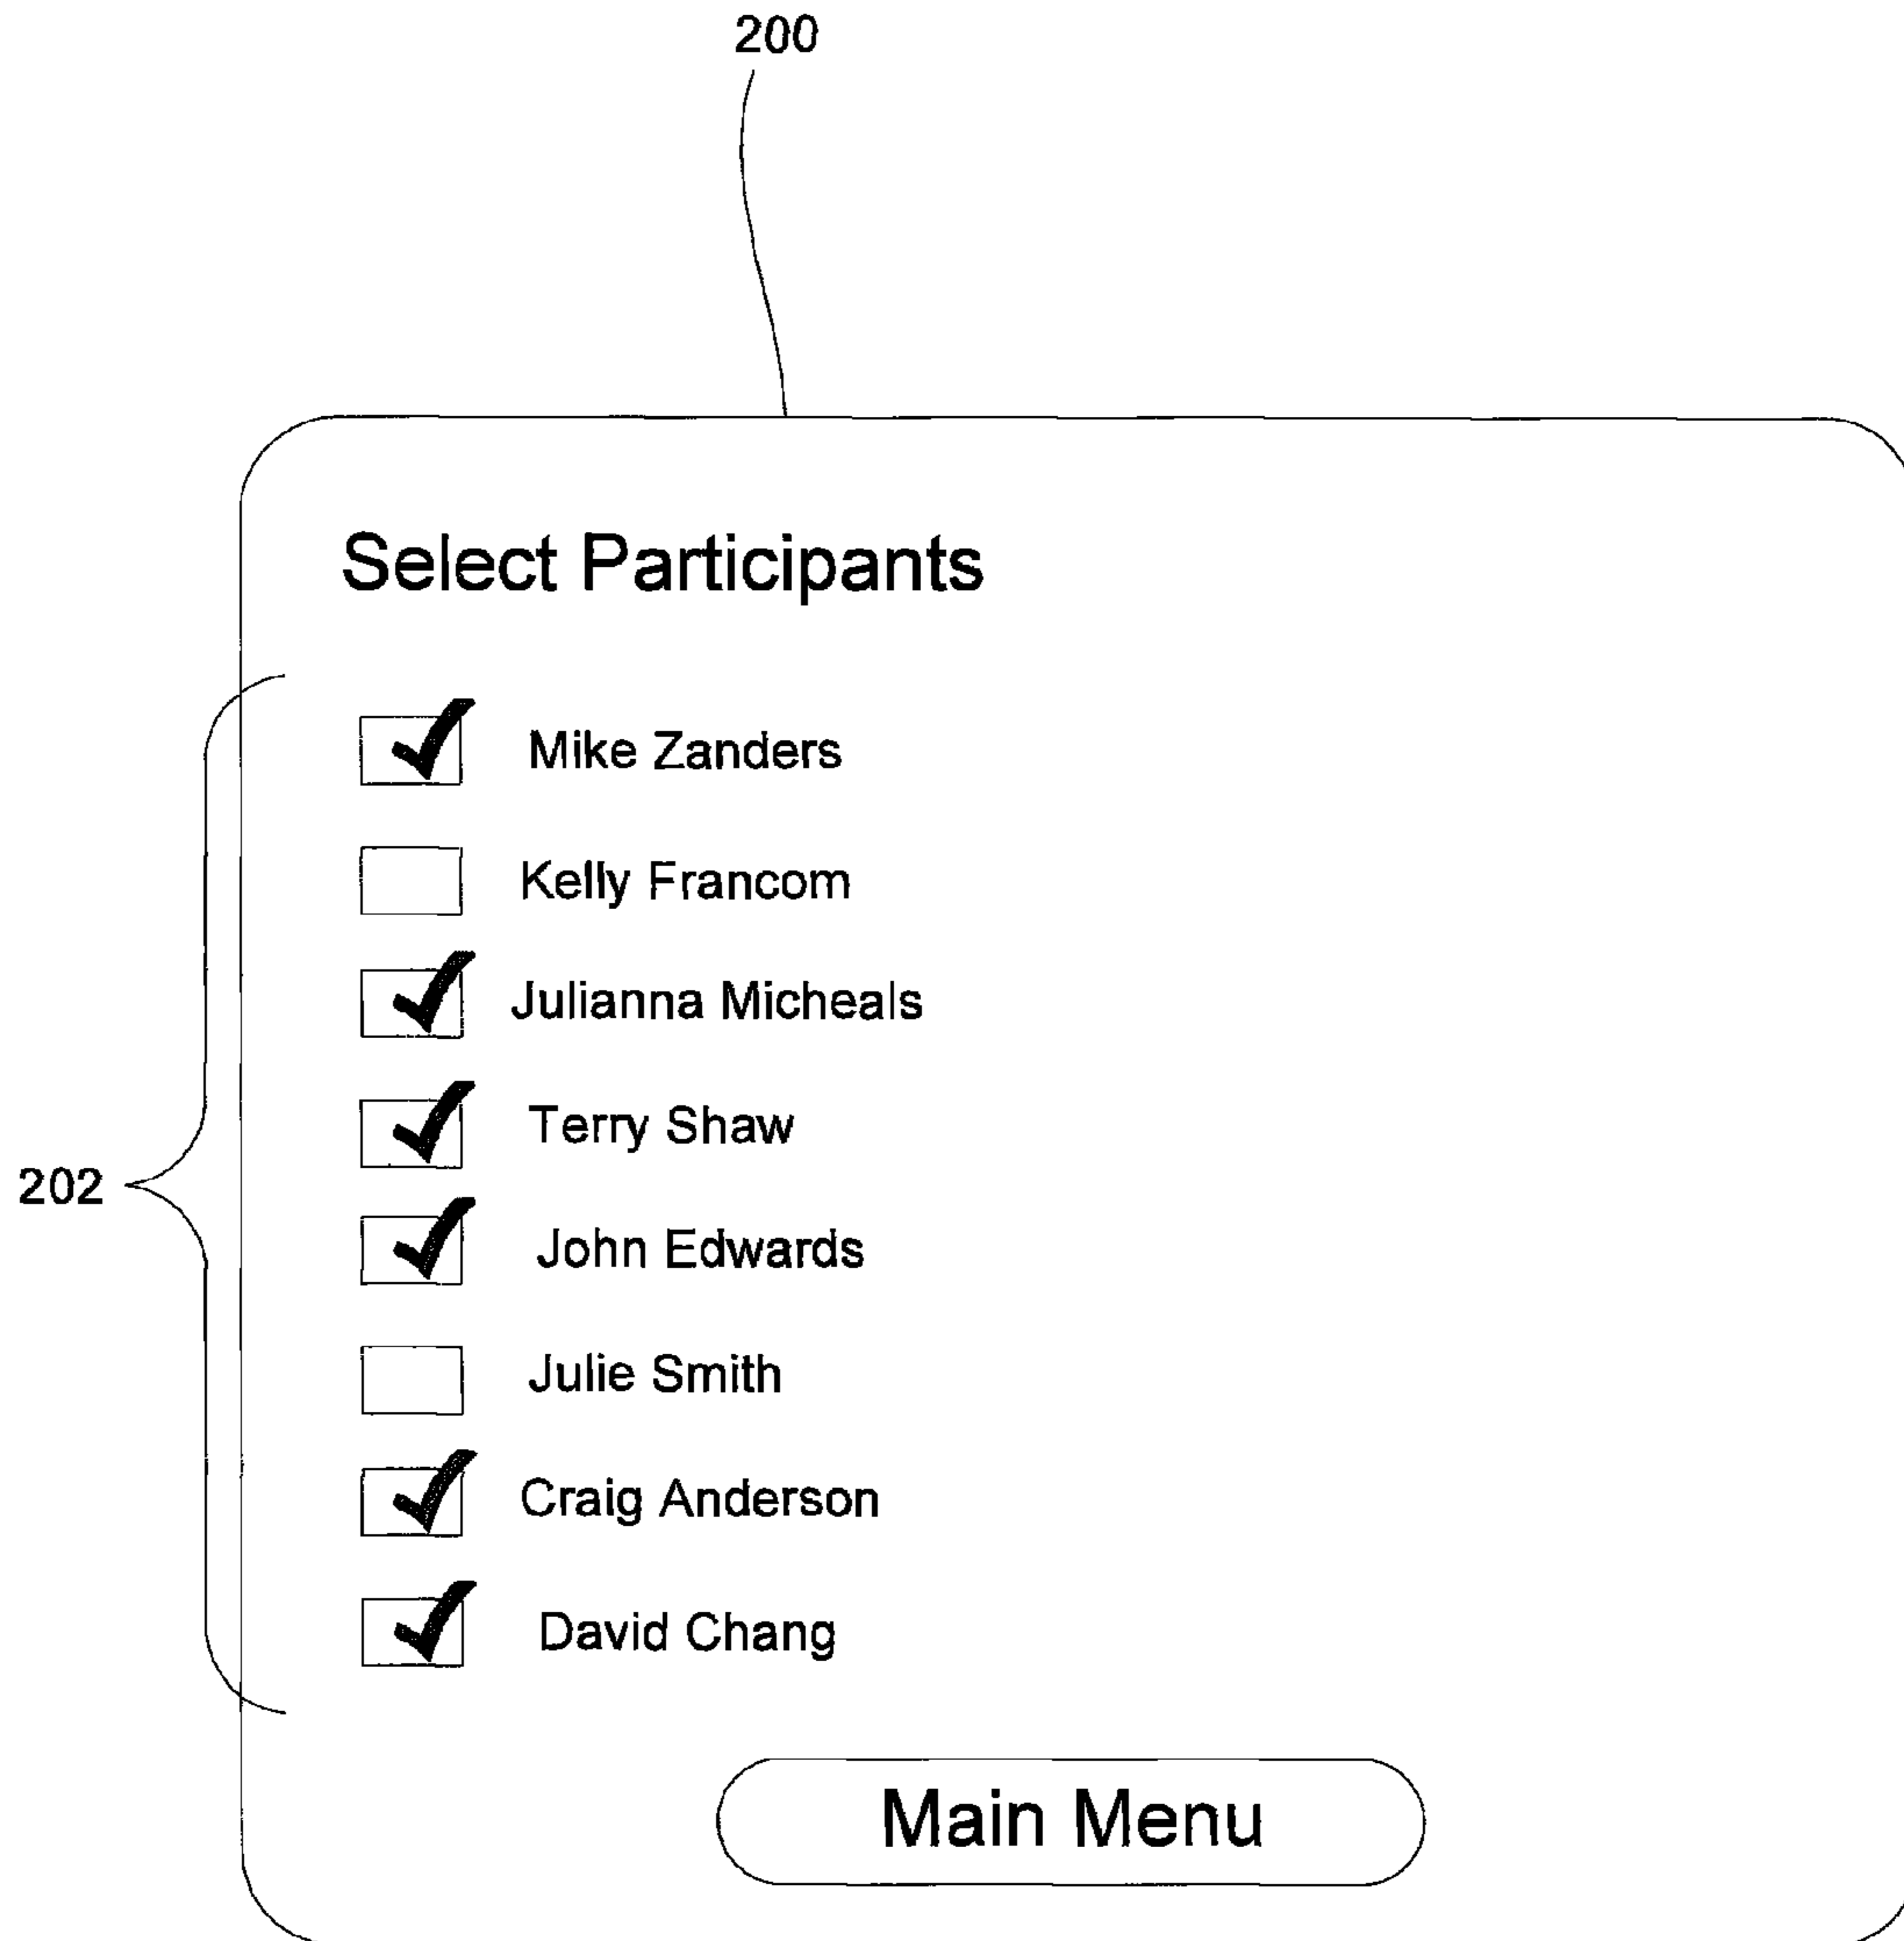 200
Select Participants
Mike Zanders
Kelly Francom
Julianna Micheals
Terry Shaw
202
John Edwards
Julie Smith
Craig Anderson
David Chang
Main Menu